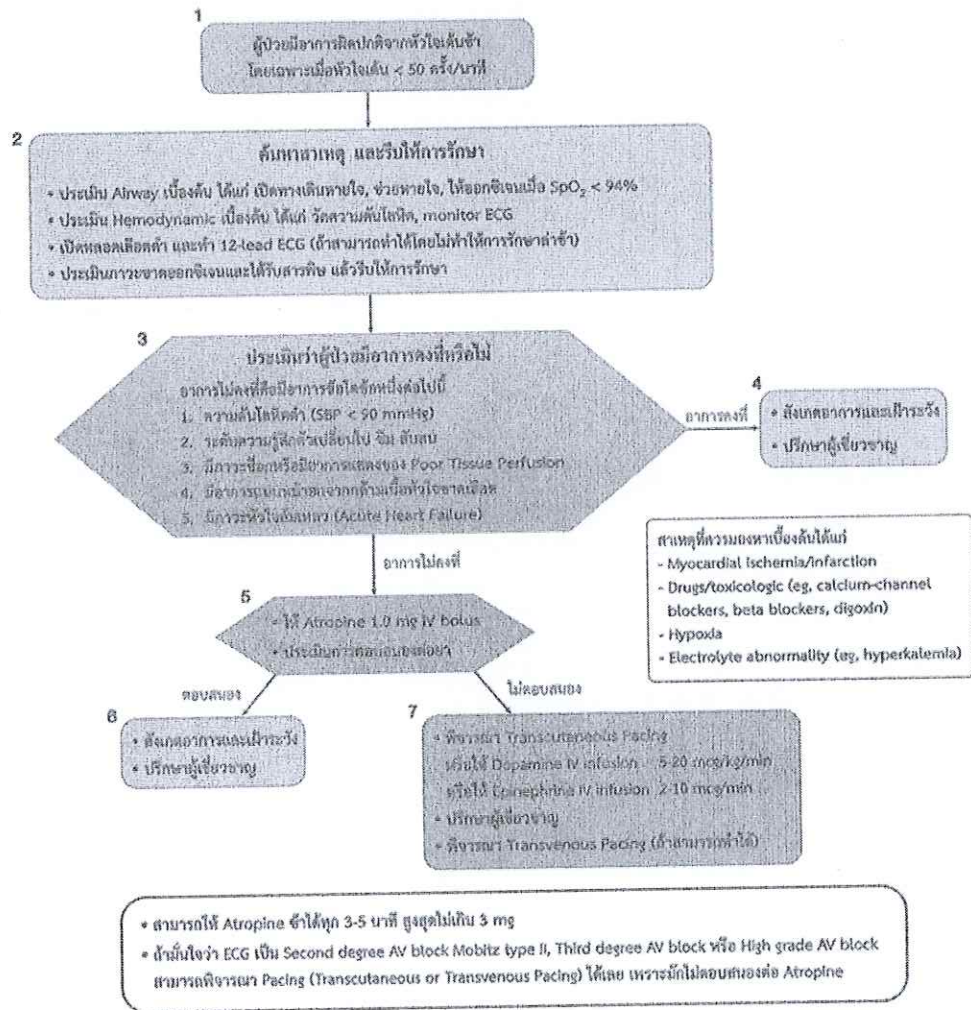 1
ผู้ป่วยมีอาการผิดปกติจากหัวใจเต้นช้า
โดยเฉพาะเมื่อหัวใจเต้น < 50 ครั้ง/นาที
2
ค้นหาสาเหตุ และรีบให้การรักษา
• ประเมิน Airway เบื้องต้น ได้แก่ เปิดทางเดินหายใจ, ช่วยหายใจ, ให้ออกซิเจนเมื่อ SpO₂ < 94%
• ประเมิน Hemodynamic เบื้องต้น ได้แก่ วัดความดันโลหิต, monitor ECG
• เปิดหลอดเลือดดำ และทำ 12-lead ECG (ถ้าสามารถทำได้โดยไม่ทำให้การรักษาล่าช้า)
• ประเมินภาวะขาดออกซิเจนและได้รับสารพิษ แล้วรีบให้การรักษา
3
ประเมินว่าผู้ป่วยมีอาการคงที่หรือไม่
อาการไม่คงที่คือมีอาการข้อใดข้อหนึ่งต่อไปนี้
1. ความดันโลหิตต่ำ (SBP < 90 mmHg)
2. ระดับความรู้สึกตัวเปลี่ยนไป ซึม สับสน
3. มีภาวะช็อกหรือมีอาการแสดงของ Poor Tissue Perfusion
4. มีอาการแน่นหน้าอกจากกล้ามเนื้อหัวใจขาดเลือด
5. มีภาวะหัวใจล้มเหลว (Acute Heart Failure)
อาการคงที่
4
• สังเกตอาการและเฝ้าระวัง
• ปรึกษาผู้เชี่ยวชาญ
สาเหตุที่ควรมองหาเบื้องต้นได้แก่
- Myocardial Ischemia/infarction
- Drugs/toxicologic (eg, calcium-channel
blockers, beta blockers, digoxin)
- Hypoxia
- Electrolyte abnormality (eg, hyperkalemia)
อาการไม่คงที่
5
• ให้ Atropine 1.0 mg IV bolus
• ประเมินการตอบสนองต่อยา
ตอบสนอง
ไม่ตอบสนอง
6
• สังเกตอาการและเฝ้าระวัง
• ปรึกษาผู้เชี่ยวชาญ
7
• พิจารณา Transcutaneous Pacing
หรือให้ Dopamine IV infusion 5-20 mcg/kg/min
หรือให้ Epinephrine IV infusion 2-10 mcg/min
• ปรึกษาผู้เชี่ยวชาญ
• พิจารณา Transvenous Pacing (ถ้าสามารถทำได้)
• สามารถให้ Atropine ซ้ำได้ทุก 3-5 นาที สูงสุดไม่เกิน 3 mg
• ถ้ามั่นใจว่า ECG เป็น Second degree AV block Mobitz type II, Third degree AV block หรือ High grade AV block
สามารถพิจารณา Pacing (Transcutaneous or Transvenous Pacing) ได้เลย เพราะมักไม่ตอบสนองต่อ Atropine